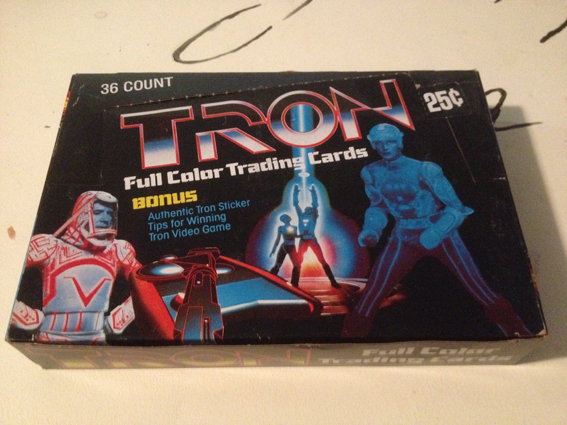 36 COUNT
TRON
25¢
Full Color Trading Cards
BONUS
Authentic Tron Sticker
Tips for Winning
Tron Video Game
TRON
Full Color
Trading Cards